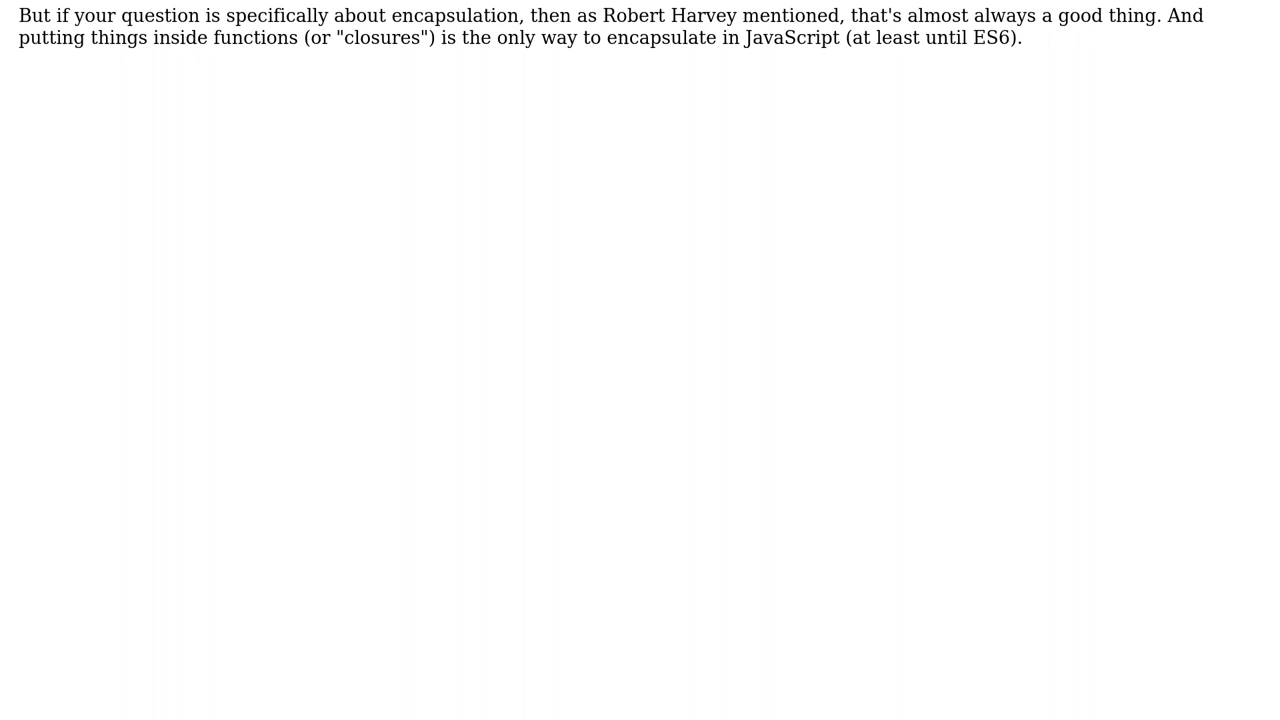 But if your question is specifically about encapsulation, then as Robert Harvey mentioned, that's almost always a good thing. And
putting things inside functions (or "closures") is the only way to encapsulate in JavaScript (at least until ES6).